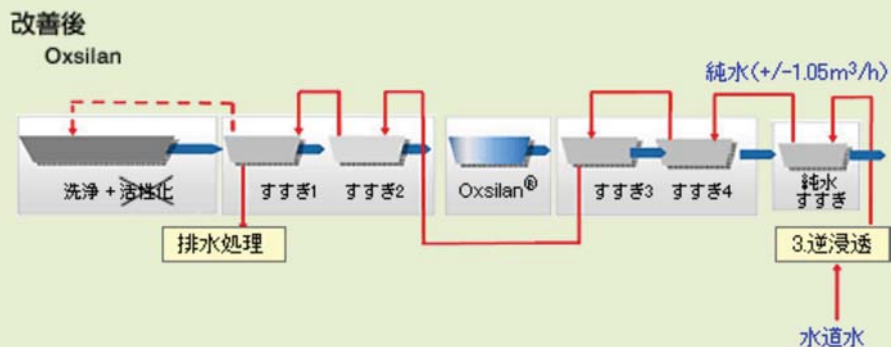 改善後
Oxsilan
純水(+/-1.05m³/h)
洗浄 + 活性化
すすぎ1
すすぎ2
Oxsilan®
すすぎ3
すすぎ4
純水
すすぎ
排水処理
3.逆浸透
水道水